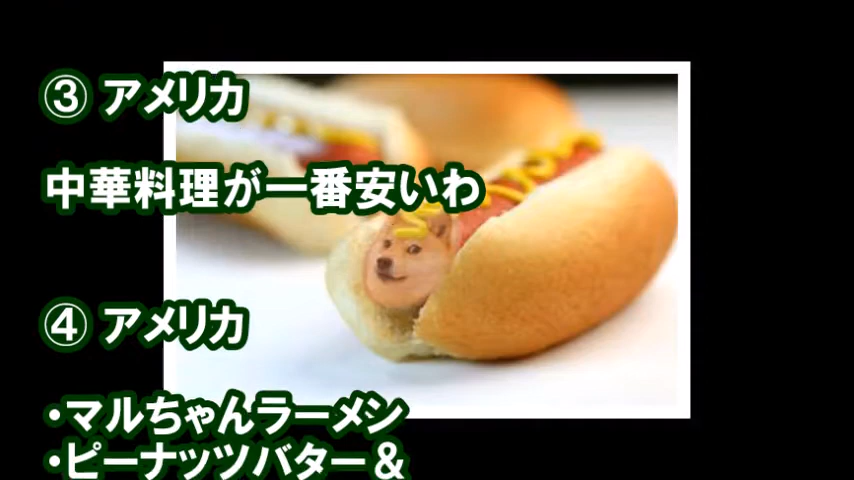 ③ アメリカ
中華料理が一番安いわ
④ アメリカ
・マルちゃんラーメン
・ピーナッツバター＆